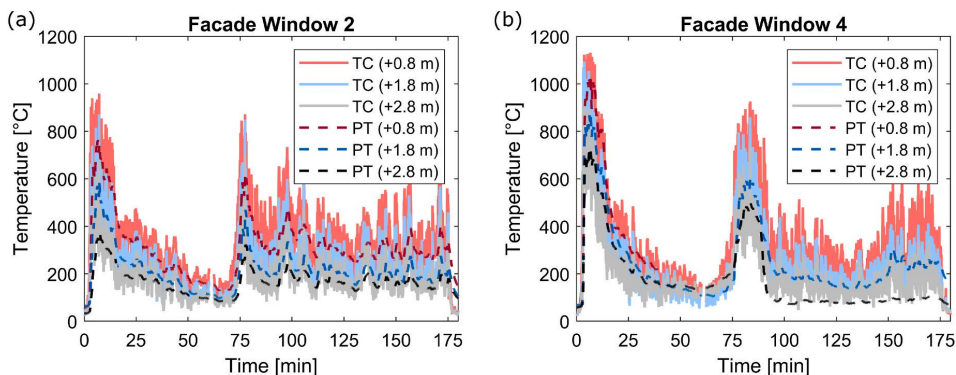 (a)
Facade Window 2
1200
1000
800
600
400
200
0
Temperature [°C]
TC (+0.8 m)
TC (+1.8 m)
TC (+2.8 m)
PT (+0.8 m)
PT (+1.8 m)
PT (+2.8 m)
0 25 50 75 100 125 150 175
Time [min]
(b)
Facade Window 4
1200
1000
800
600
400
200
0
Temperature [°C]
TC (+0.8 m)
TC (+1.8 m)
TC (+2.8 m)
PT (+0.8 m)
PT (+1.8 m)
PT (+2.8 m)
0 25 50 75 100 125 150 175
Time [min]